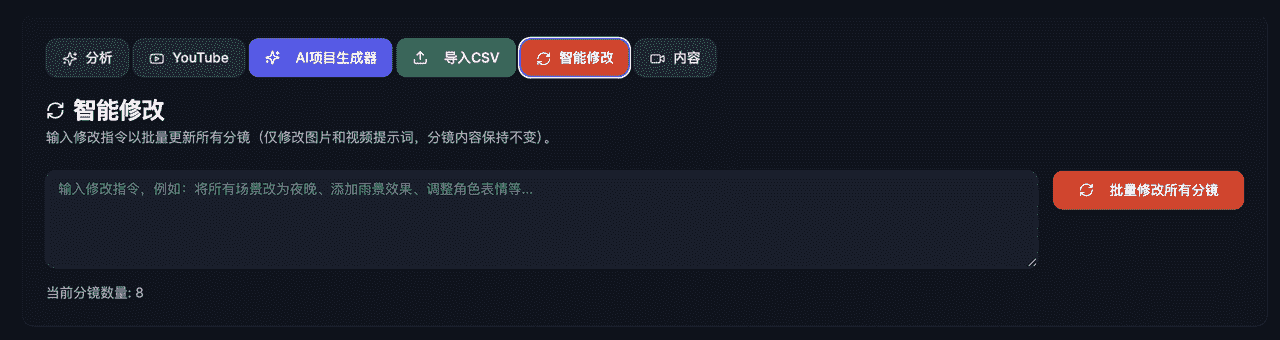 分析 YouTube AI项目生成器 导入CSV 智能修改 内容
智能修改
输入修改指令以批量更新所有分镜（仅修改图片和视频提示词，分镜内容保持不变）。
输入修改指令，例如：将所有场景改为夜晚、添加雨景效果、调整角色表情等...
批量修改所有分镜
当前分镜数量: 8